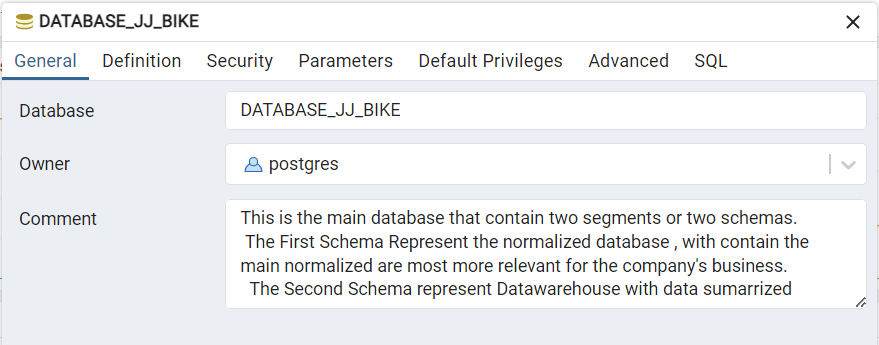 DATABASE_JJ_BIKE
General Definition Security Parameters Default Privileges Advanced SQL
Database DATABASE_JJ_BIKE
Owner postgres
Comment This is the main database that contain two segments or two schemas.
The First Schema Represent the normalized database , with contain the
main normalized are most more relevant for the company's business.
The Second Schema represent Datawarehouse with data sumarrized